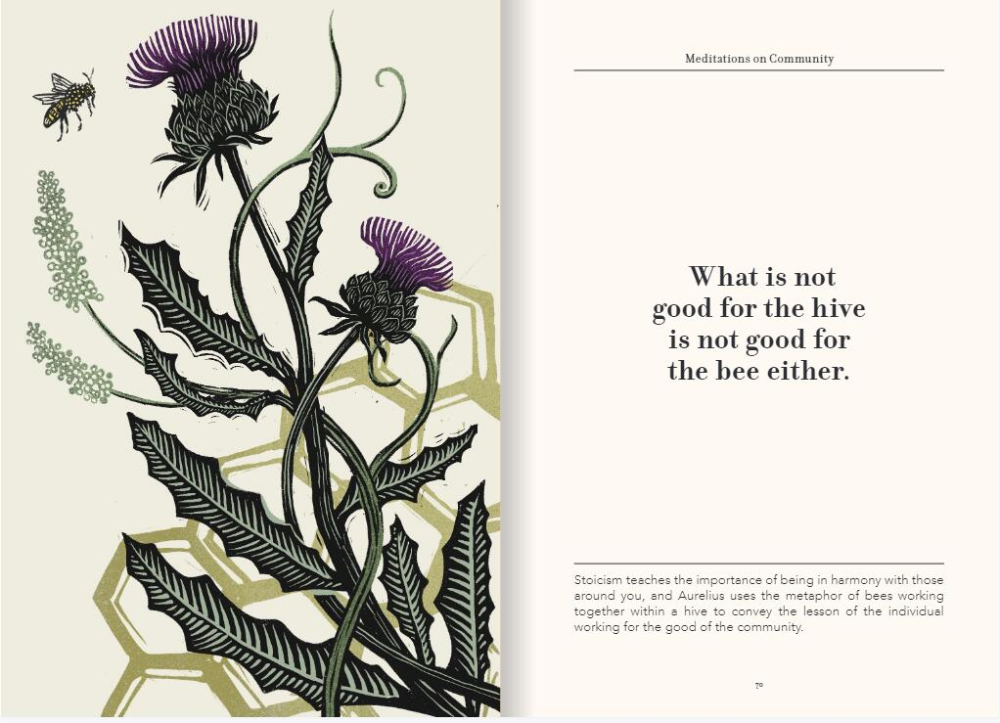 Meditations on Community
What is not
good for the hive
is not good for
the bee either.
Stoicism teaches the importance of being in harmony with those
around you, and Aurelius uses the metaphor of bees working
together within a hive to convey the lesson of the individual
working for the good of the community.
70